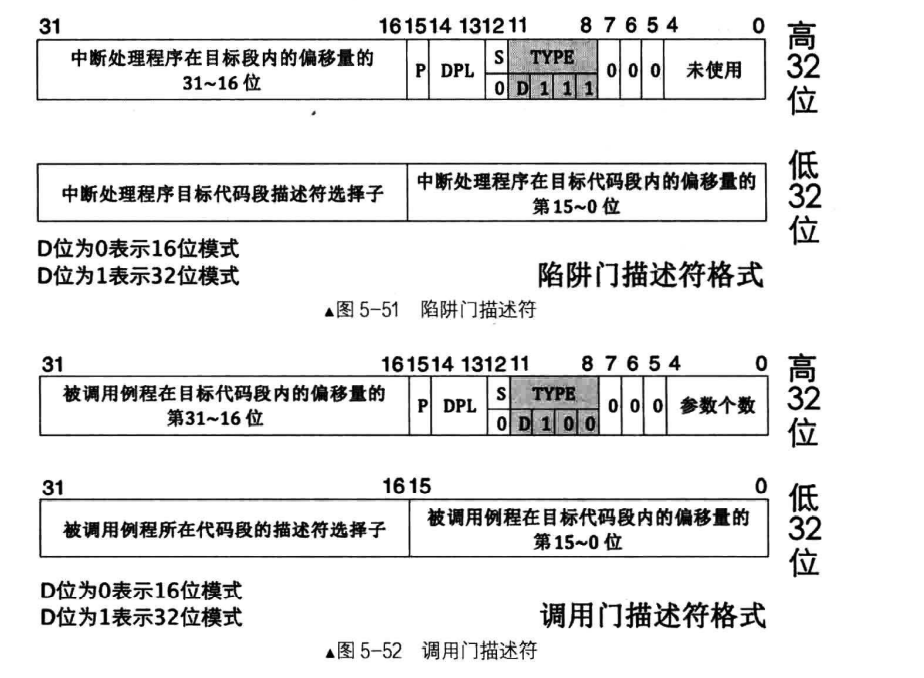 31 16 15 14 13 12 11 8 7 6 5 4 0
中断处理程序在目标段内的偏移量的
31~16 位
P DPL S TYPE 0 0 0 未使用
0 D 1 1 1
高32位
中断处理程序目标代码段描述符选择子
中断处理程序在目标代码段内的偏移量的
第15~0 位
低32位
D位为0表示16位模式
D位为1表示32位模式
陷阱门描述符格式
▲图 5-51 陷阱门描述符
31 16 15 14 13 12 11 8 7 6 5 4 0
被调用例程在目标代码段内的偏移量的
第31~16 位
P DPL S TYPE 0 0 0 参数个数
0 D 1 0 0
高32位
31 16 15 0
被调用例程所在代码段的描述符选择子
被调用例程在目标代码段内的偏移量的
第15~0 位
低32位
D位为0表示16位模式
D位为1表示32位模式
调用门描述符格式
▲图 5-52 调用门描述符